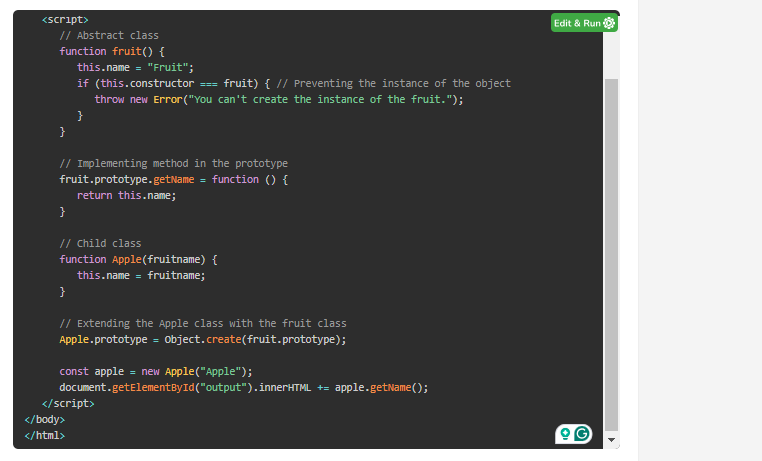 <script>
Edit & Run
// Abstract class
function fruit() {
this.name = "Fruit";
if (this.constructor === fruit) { // Preventing the instance of the object
throw new Error("You can't create the instance of the fruit.");
}
}
// Implementing method in the prototype
fruit.prototype.getName = function () {
return this.name;
}
// Child class
function Apple(fruitname) {
this.name = fruitname;
}
// Extending the Apple class with the fruit class
Apple.prototype = Object.create(fruit.prototype);
const apple = new Apple("Apple");
document.getElementById("output").innerHTML += apple.getName();
</script>
</body>
</html>